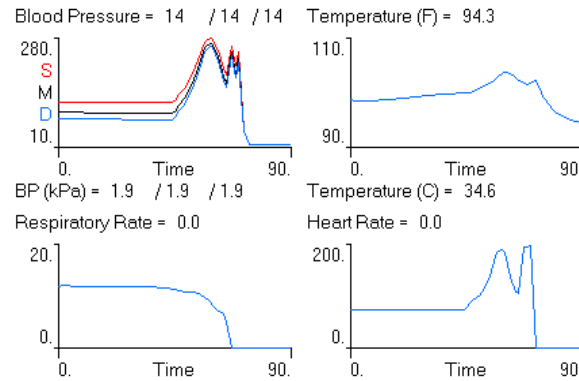 Blood Pressure = 14 / 14 / 14
280.
S
M
D
10.
0. Time 90.
BP (kPa) = 1.9 / 1.9 / 1.9
Temperature (F) = 94.3
110.
90.
0. Time 90.
Temperature (C) = 34.6
Respiratory Rate = 0.0
20.
0.
0. Time 90.
Heart Rate = 0.0
200.
0.
0. Time 90.